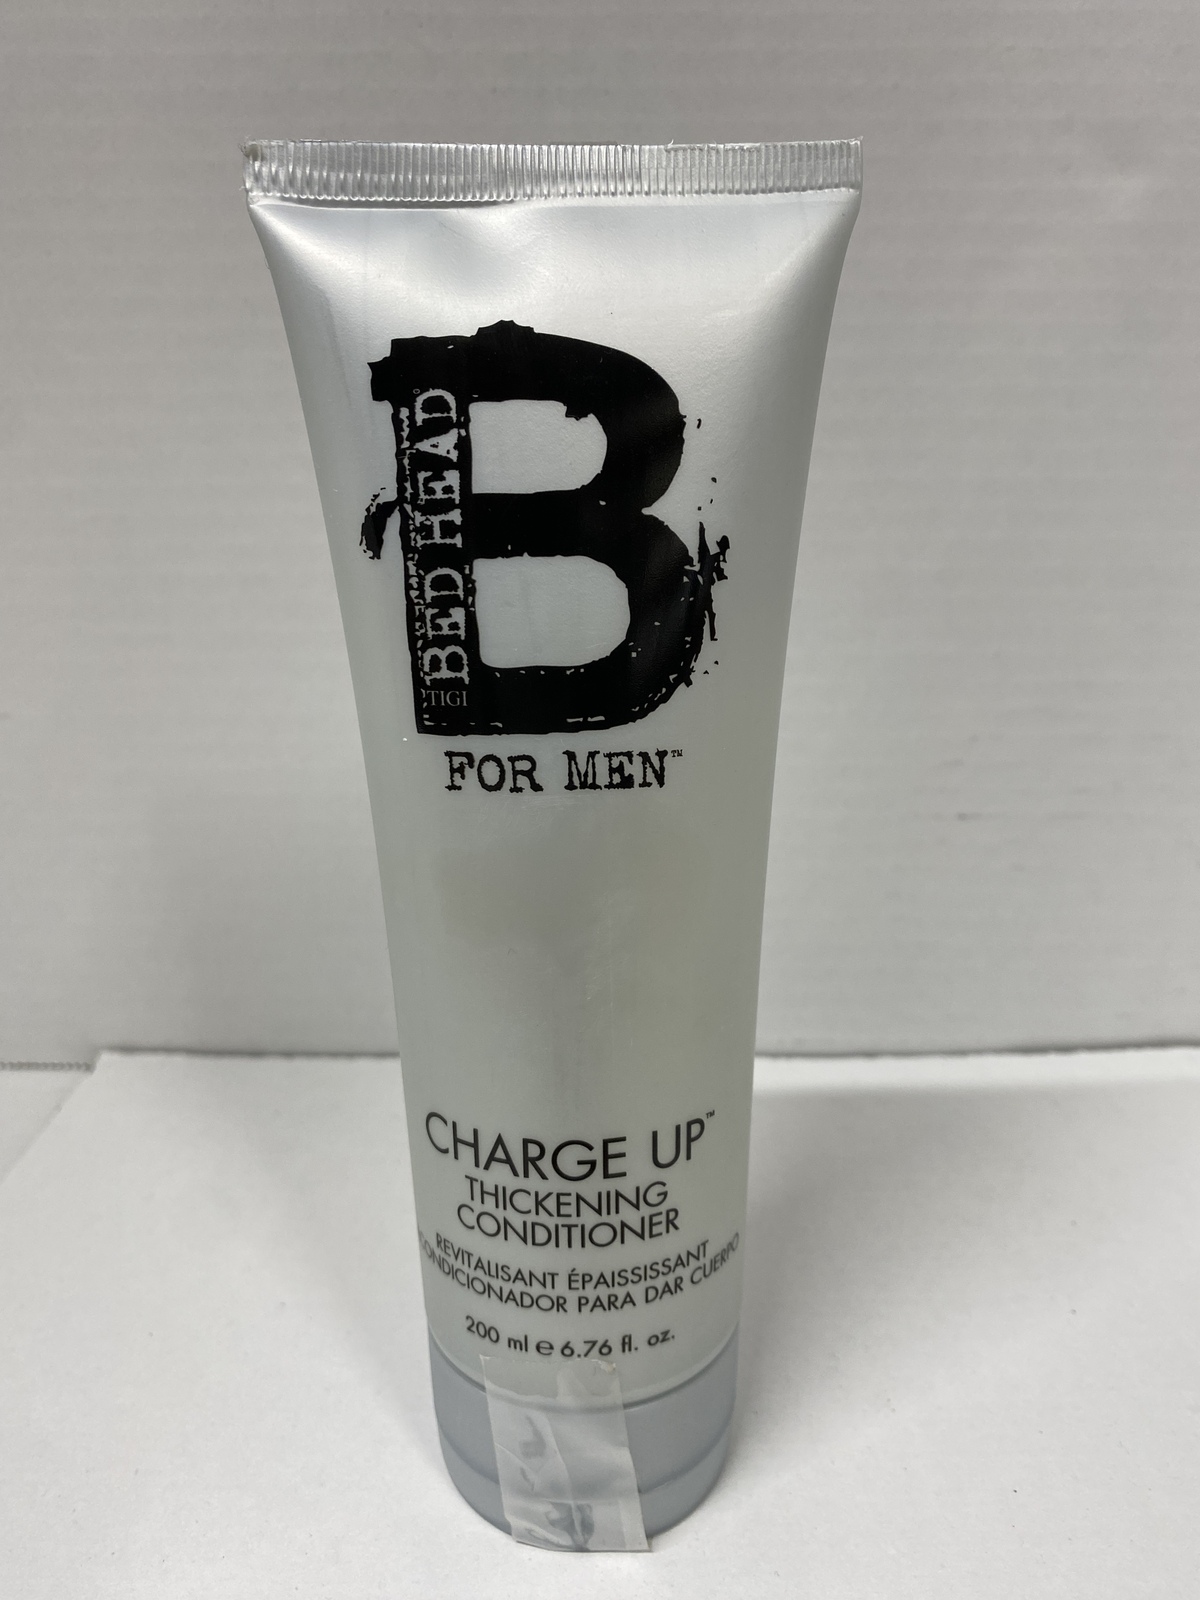 BED HEAD
TIGI
FOR MEN™
CHARGE UP™
THICKENING
CONDITIONER
REVITALISANT ÉPAISSISSANT
CONDICIONADOR PARA DAR CUERPO
200 ml ℮ 6.76 fl. oz.